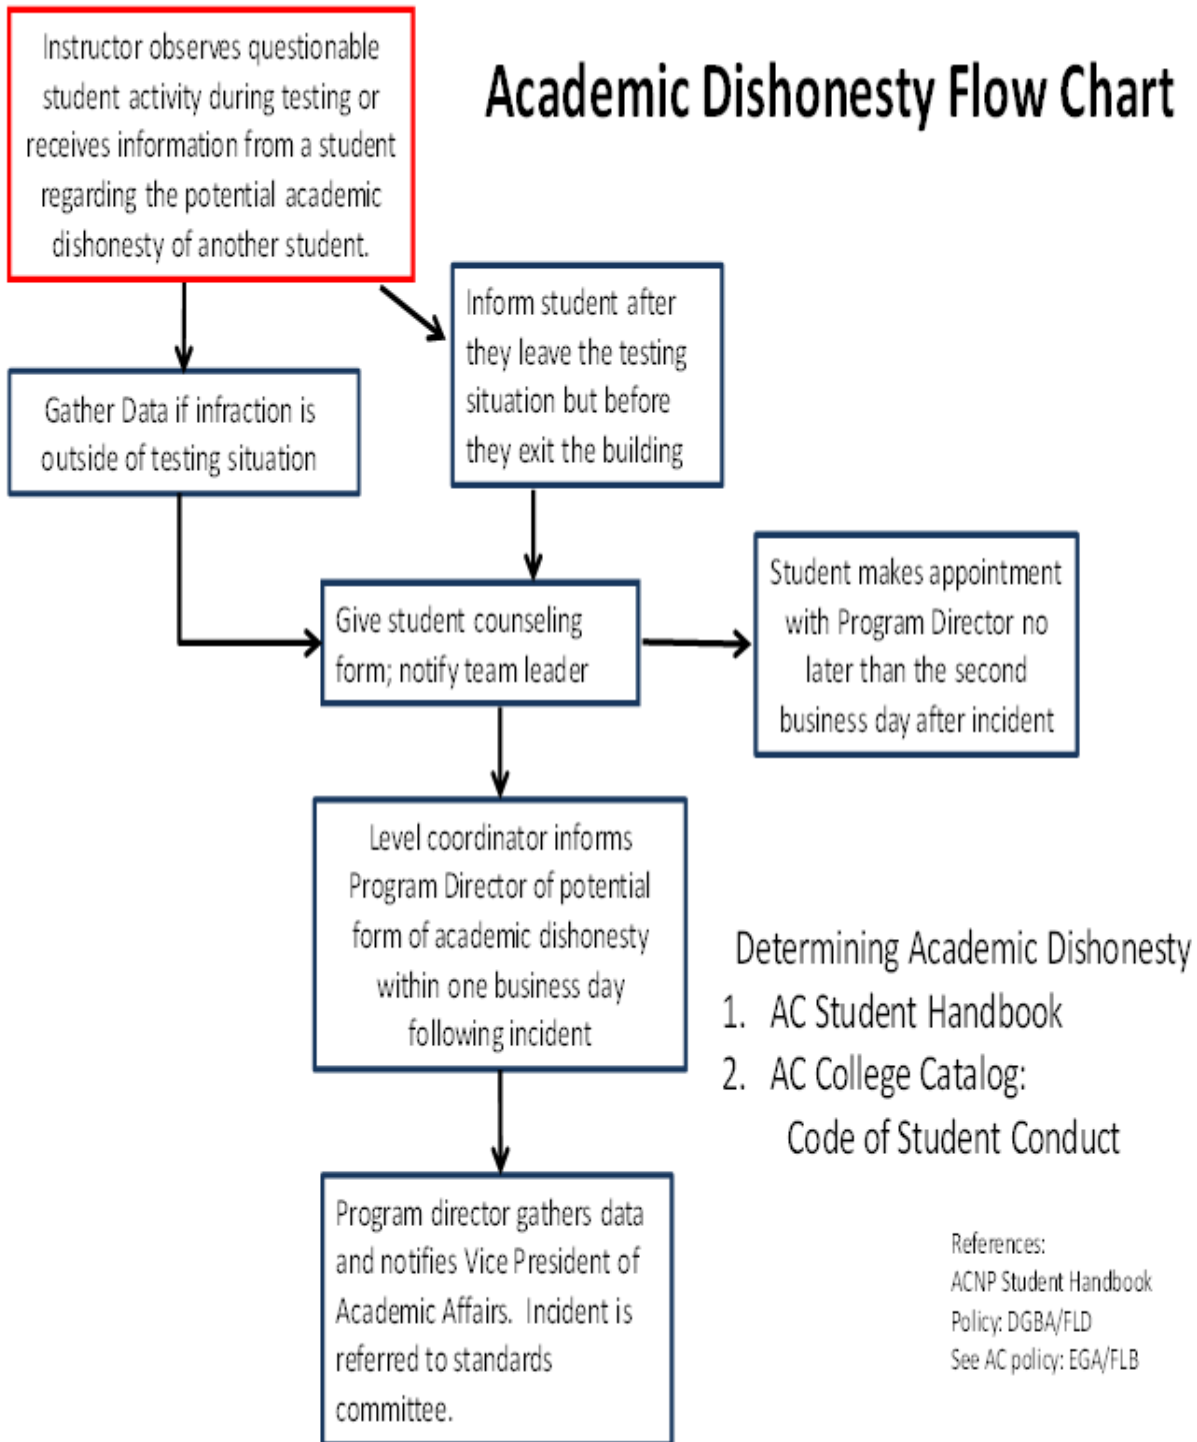 Academic Dishonesty Flow Chart
Instructor observes questionable
student activity during testing or
receives information from a student
regarding the potential academic
dishonesty of another student.
Inform student after
they leave the testing
situation but before
they exit the building
Gather Data if infraction is
outside of testing situation
Give student counseling
form; notify team leader
Student makes appointment
with Program Director no
later than the second
business day after incident
Level coordinator informs
Program Director of potential
form of academic dishonesty
within one business day
following incident
Program director gathers data
and notifies Vice President of
Academic Affairs. Incident is
referred to standards
committee.
Determining Academic Dishonesty
1. AC Student Handbook
2. AC College Catalog:
Code of Student Conduct
References:
ACNP Student Handbook
Policy: DGBA/FLD
See AC policy: EGA/FLB